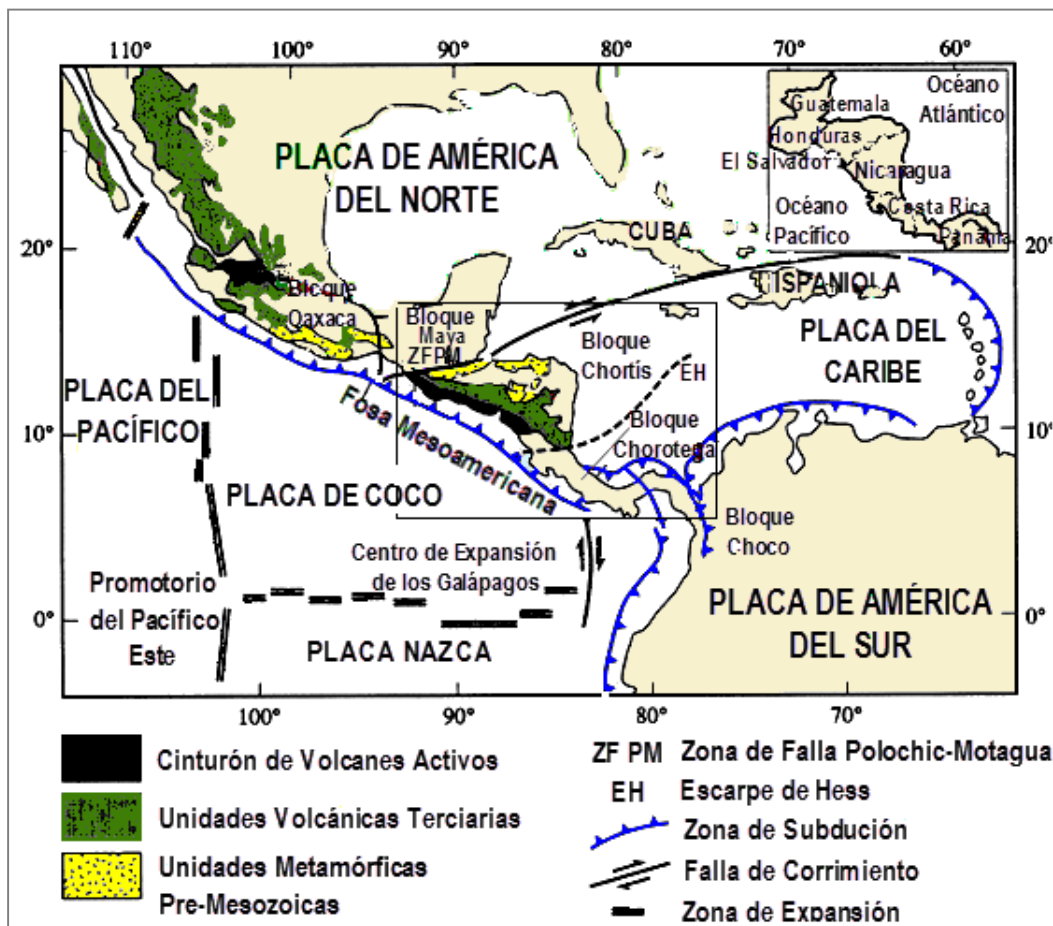 110°
100°
90°
80°
70°
60°
Océano
Atlántico
Guatemala
Honduras
El Salvador
Nicaragua
Costa Rica
Panama
Océano
Pacífico
PLACA DE AMÉRICA
DEL NORTE
20°
20°
CUBA
HISPANIOLA
Bloque
Oaxaca
Bloque
Maya
ZFPM
Bloque
Chortís
EH
PLACA DEL
CARIBE
PLACA DEL
PACÍFICO
10°
10°
Fosa Mesoamericana
Bloque
Chorotega
PLACA DE COCO
Bloque
Choco
Centro de Expansión
de los Galápagos
Promotorio
del Pacífico
Este
PLACA DE AMÉRICA
DEL SUR
0°
0°
PLACA NAZCA
100°
90°
80°
70°
Cinturón de Volcanes Activos
Unidades Volcánicas Terciarias
Unidades Metamórficas
Pre-Mesozoicas
ZF PM Zona de Falla Polochic-Motagua
EH Escarpe de Hess
Zona de Subdución
Falla de Corrimiento
Zona de Expansión